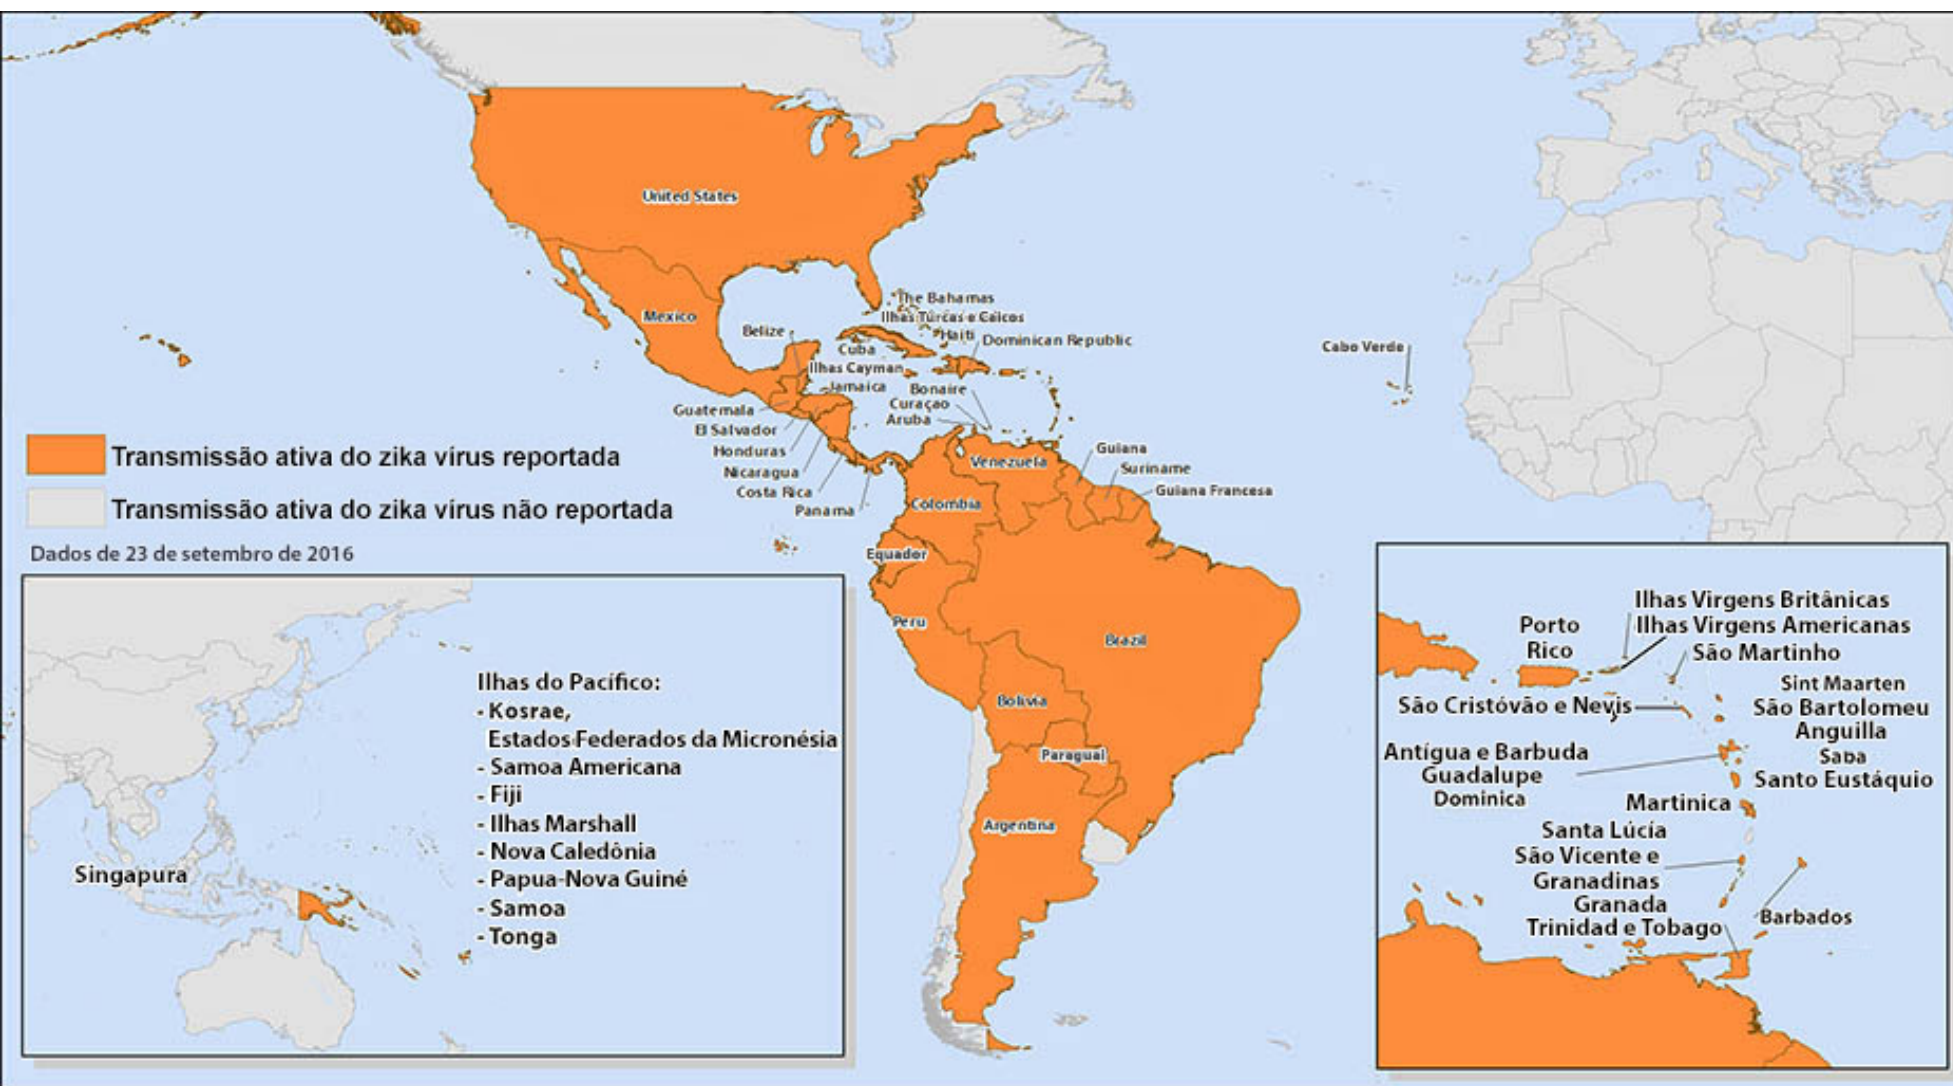 United States
Mexico
The Bahamas
Ilhas Turcas e Caicos
Belize
Haiti
Dominican Republic
Cuba
Ilhas Cayman
Jamaica
Bonaire
Curaçao
Aruba
Cabo Verde
Guatemala
El Salvador
Honduras
Nicaragua
Costa Rica
Panama
Venezuela
Guiana
Suriname
Guiana Francesa
Colombia
Equador
Peru
Brazil
Bolivia
Paraguai
Argentina
Transmissão ativa do zika vírus reportada
Transmissão ativa do zika vírus não reportada
Dados de 23 de setembro de 2016
Ilhas do Pacífico:
- Kosrae,
Estados Federados da Micronésia
- Samoa Americana
- Fiji
- Ilhas Marshall
- Nova Caledônia
- Papua-Nova Guiné
- Samoa
- Tonga
Singapura
Ilhas Virgens Britânicas
Ilhas Virgens Americanas
Porto
Rico
São Martinho
Sint Maarten
São Cristóvão e Nevis
São Bartolomeu
Anguilla
Antígua e Barbuda
Saba
Guadalupe
Santo Eustáquio
Dominica
Martinica
Santa Lúcía
São Vicente e
Granadinas
Granada
Barbados
Trinidad e Tobago